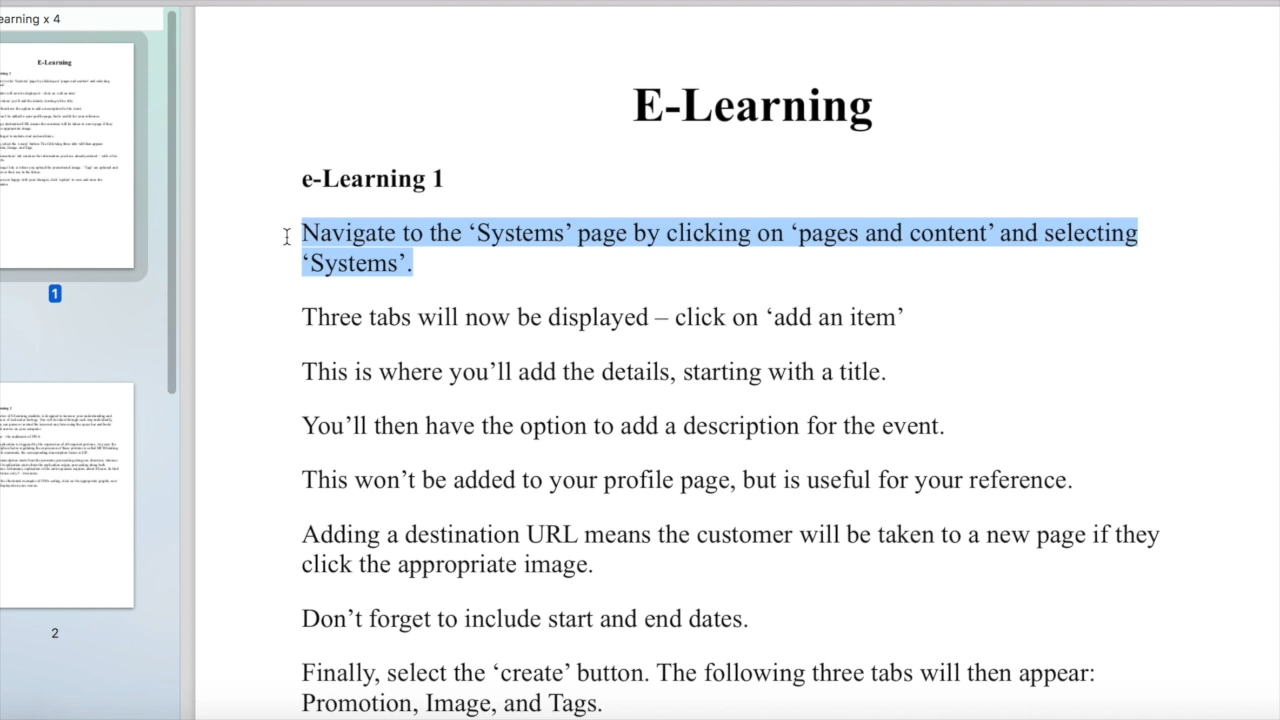 earning x 4
E-Learning
1
2
E-Learning
e-Learning 1
Navigate to the ‘Systems’ page by clicking on ‘pages and content’ and selecting
‘Systems’.
Three tabs will now be displayed – click on ‘add an item’
This is where you’ll add the details, starting with a title.
You’ll then have the option to add a description for the event.
This won’t be added to your profile page, but is useful for your reference.
Adding a destination URL means the customer will be taken to a new page if they
click the appropriate image.
Don’t forget to include start and end dates.
Finally, select the ‘create’ button. The following three tabs will then appear:
Promotion, Image, and Tags.